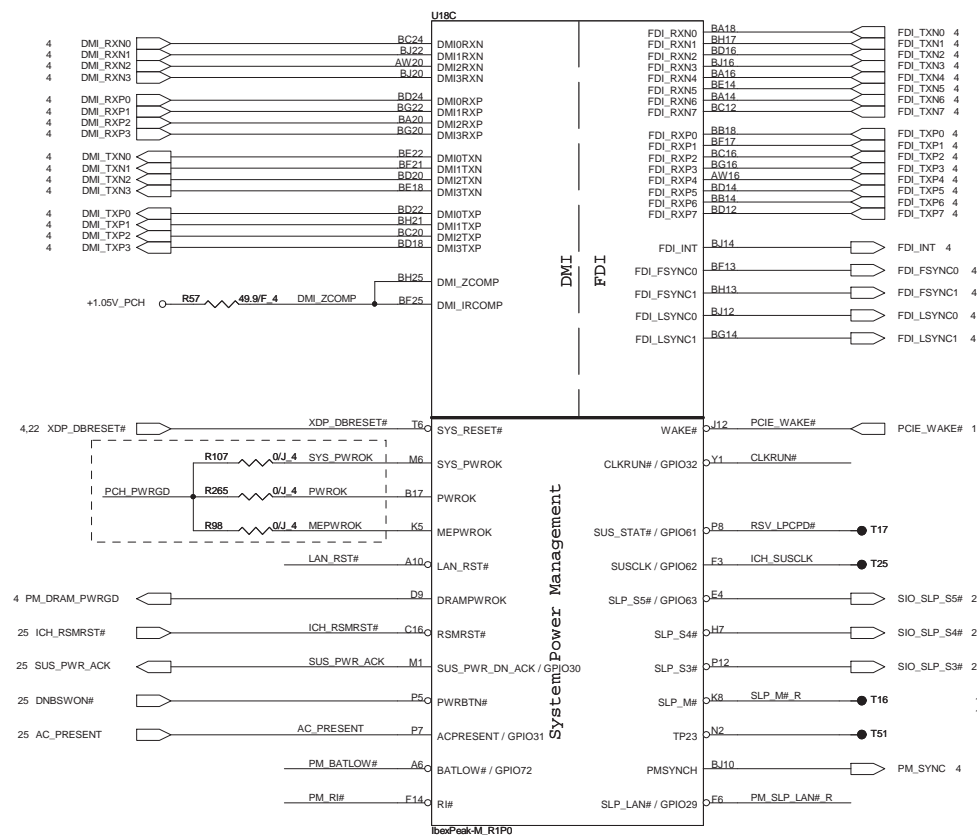 U18C
4 DMI_RXN0 BC24 DMI0RXN
4 DMI_RXN1 BJ22 DMI1RXN
4 DMI_RXN2 AW20 DMI2RXN
4 DMI_RXN3 BJ20 DMI3RXN
4 DMI_RXP0 BD24 DMI0RXP
4 DMI_RXP1 BG22 DMI1RXP
4 DMI_RXP2 BA20 DMI2RXP
4 DMI_RXP3 BG20 DMI3RXP
4 DMI_TXN0 BE22 DMI0TXN
4 DMI_TXN1 BF21 DMI1TXN
4 DMI_TXN2 BD20 DMI2TXN
4 DMI_TXN3 BE18 DMI3TXN
4 DMI_TXP0 BD22 DMI0TXP
4 DMI_TXP1 BH21 DMI1TXP
4 DMI_TXP2 BC20 DMI2TXP
4 DMI_TXP3 BD18 DMI3TXP
BH25 DMI_ZCOMP
+1.05V_PCH R57 49.9/F_4 DMI_ZCOMP BF25 DMI_IRCOMP
DMI
FDI
FDI_RXN0 BA18 FDI_TXN0 4
FDI_RXN1 BH17 FDI_TXN1 4
FDI_RXN2 BD16 FDI_TXN2 4
FDI_RXN3 BJ16 FDI_TXN3 4
FDI_RXN4 BA16 FDI_TXN4 4
FDI_RXN5 BE14 FDI_TXN5 4
FDI_RXN6 BA14 FDI_TXN6 4
FDI_RXN7 BC12 FDI_TXN7 4
FDI_RXP0 BB18 FDI_TXP0 4
FDI_RXP1 BF17 FDI_TXP1 4
FDI_RXP2 BC16 FDI_TXP2 4
FDI_RXP3 BG16 FDI_TXP3 4
FDI_RXP4 AW16 FDI_TXP4 4
FDI_RXP5 BD14 FDI_TXP5 4
FDI_RXP6 BB14 FDI_TXP6 4
FDI_RXP7 BD12 FDI_TXP7 4
FDI_INT BJ14 FDI_INT 4
FDI_FSYNC0 BF13 FDI_FSYNC0 4
FDI_FSYNC1 BH13 FDI_FSYNC1 4
FDI_LSYNC0 BJ12 FDI_LSYNC0 4
FDI_LSYNC1 BG14 FDI_LSYNC1 4
4,22 XDP_DBRESET# XDP_DBRESET# T6 SYS_RESET#
R107 0/J_4 SYS_PWROK M6 SYS_PWROK
PCH_PWRGD R265 0/J_4 PWROK B17 PWROK
R98 0/J_4 MEPWROK K5 MEPWROK
LAN_RST# A10 LAN_RST#
4 PM_DRAM_PWRGD D9 DRAMPWROK
25 ICH_RSMRST# ICH_RSMRST# C16 RSMRST#
25 SUS_PWR_ACK SUS_PWR_ACK M1 SUS_PWR_DN_ACK / GPIO30
25 DNBSWON# P5 PWRBTN#
25 AC_PRESENT AC_PRESENT P7 ACPRESENT / GPIO31
PM_BATLOW# A6 BATLOW# / GPIO72
PM_RI# F14 RI#
System Power Management
WAKE# J12 PCIE_WAKE# PCIE_WAKE# 1
CLKRUN# / GPIO32 Y1 CLKRUN#
SUS_STAT# / GPIO61 P8 RSV_LPCPD# T17
SUSCLK / GPIO62 F3 ICH_SUSCLK T25
SLP_S5# / GPIO63 E4 SIO_SLP_S5# 2
SLP_S4# H7 SIO_SLP_S4# 2
SLP_S3# P12 SIO_SLP_S3# 2
SLP_M# K8 SLP_M#_R T16
TP23 N2 T51
PMSYNCH BJ10 PM_SYNC 4
SLP_LAN# / GPIO29 F6 PM_SLP_LAN#_R
IbexPeak-M_R1P0